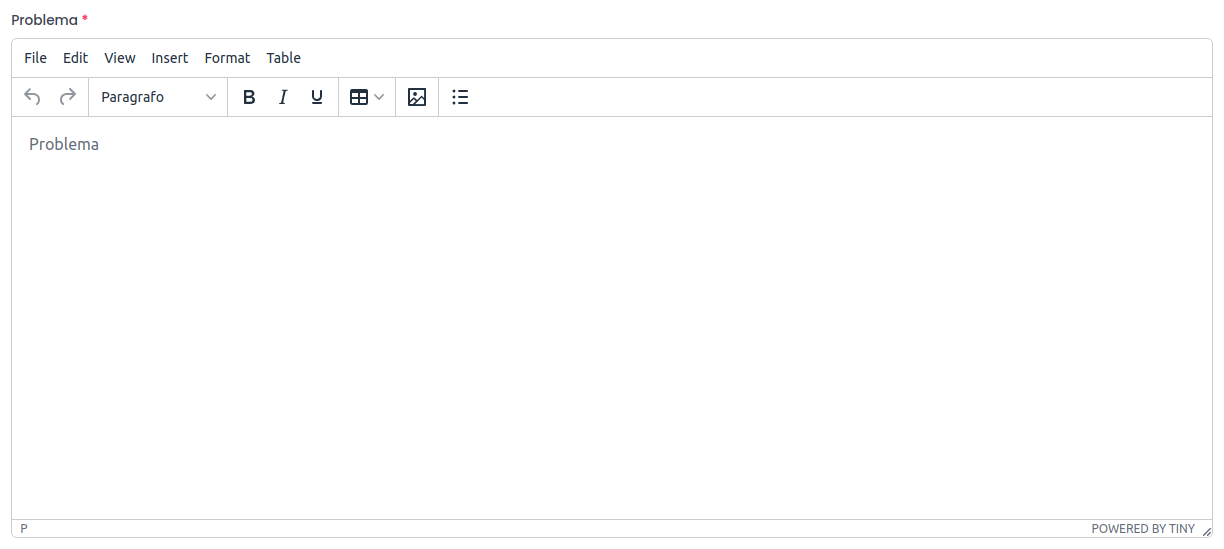 Problema *
File Edit View Insert Format Table
Paragrafo B I U
Problema
P POWERED BY TINY